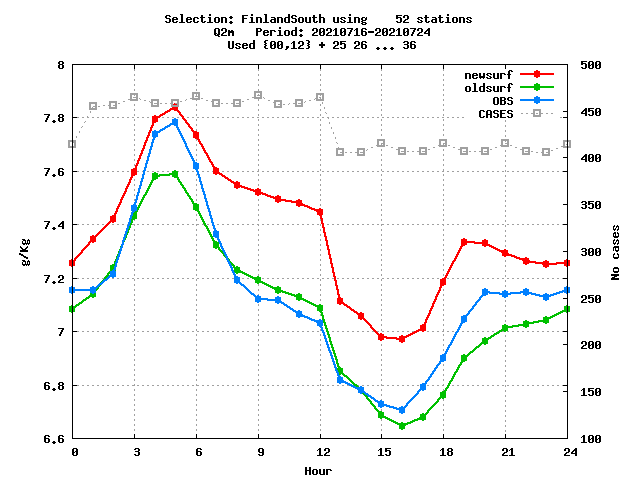 Selection: FinlandSouth using    52 stations
Q2m   Period: 20210716-20210724
Used {00,12} + 25 26 ... 36
newsurf
oldsurf
OBS
CASES
8
7.8
7.6
7.4
7.2
7
6.8
6.6
g/Kg
500
450
400
350
300
250
200
150
100
No cases
0 3 6 9 12 15 18 21 24
Hour